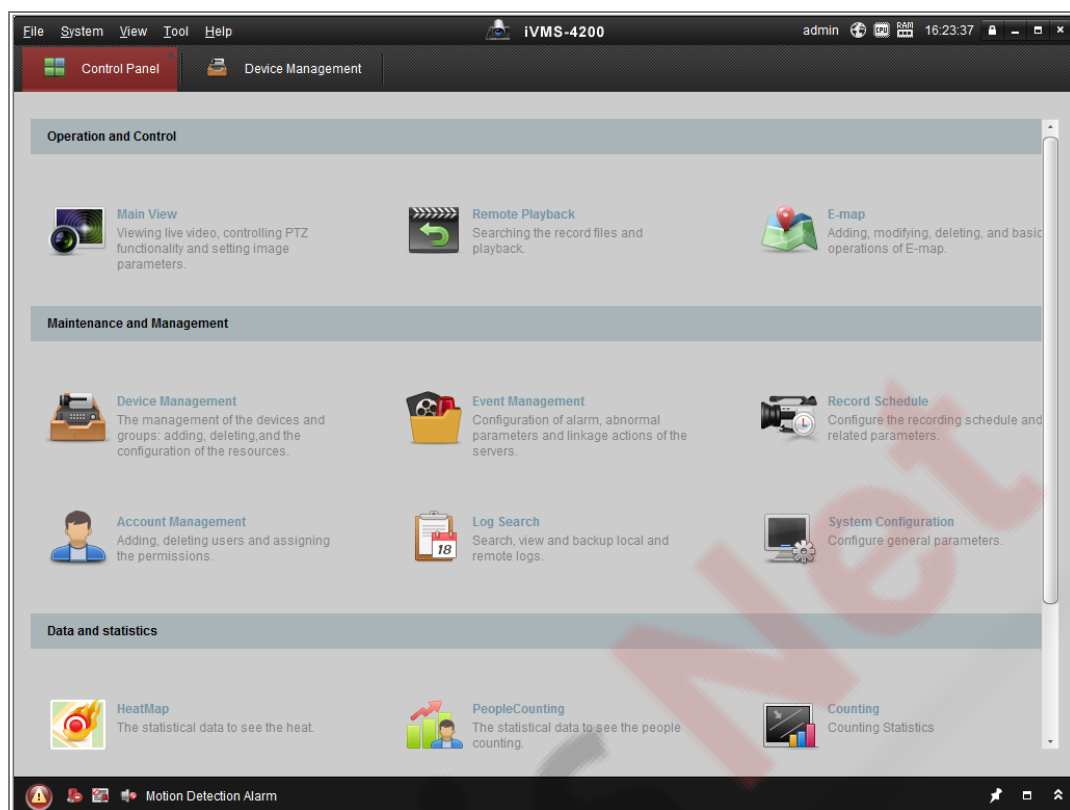 File System View Tool Help iVMS-4200 admin CPU RAM 16:23:37
Control Panel Device Management
Operation and Control
Main View
Viewing live video, controlling PTZ
functionality and setting image
parameters.
Remote Playback
Searching the record files and
playback.
E-map
Adding, modifying, deleting, and basic
operations of E-map.
Maintenance and Management
Device Management
The management of the devices and
groups: adding, deleting,and the
configuration of the resources.
Event Management
Configuration of alarm, abnormal
parameters and linkage actions of the
servers.
Record Schedule
Configure the recording schedule and
related parameters.
Account Management
Adding, deleting users and assigning
the permissions.
18
Log Search
Search, view and backup local and
remote logs.
System Configuration
Configure general parameters.
Data and statistics
HeatMap
The statistical data to see the heat.
PeopleCounting
The statistical data to see the people
counting.
Counting
Counting Statistics
Motion Detection Alarm
Net